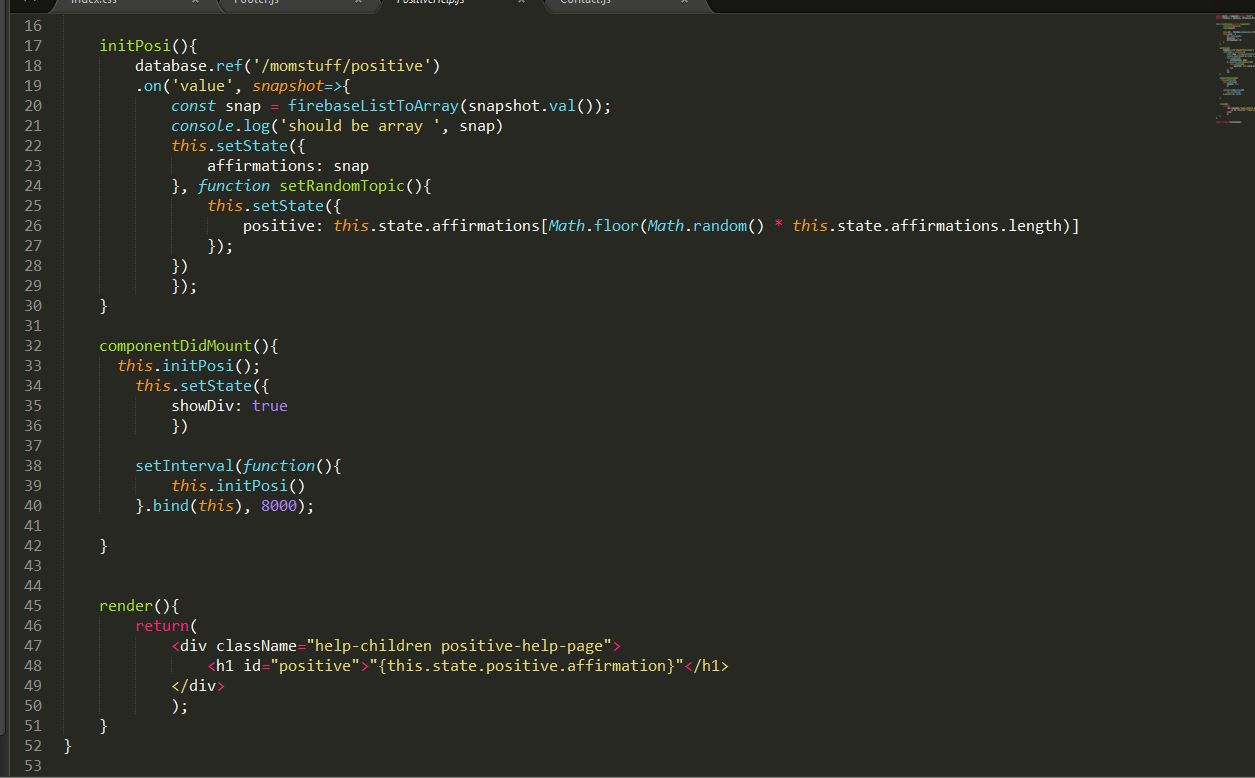 index.css × Footer.js × PositiveHelp.js × Contact.js ×
16
17 initPosi(){
18 database.ref('/momstuff/positive')
19 .on('value', snapshot=>{
20 const snap = firebaseListToArray(snapshot.val());
21 console.log('should be array ', snap)
22 this.setState({
23 affirmations: snap
24 }, function setRandomTopic(){
25 this.setState({
26 positive: this.state.affirmations[Math.floor(Math.random() * this.state.affirmations.length)]
27 });
28 })
29 });
30 }
31
32 componentDidMount(){
33 this.initPosi();
34 this.setState({
35 showDiv: true
36 })
37
38 setInterval(function(){
39 this.initPosi()
40 }.bind(this), 8000);
41
42 }
43
44
45 render(){
46 return(
47 <div className="help-children positive-help-page">
48 <h1 id="positive">"{this.state.positive.affirmation}"</h1>
49 </div>
50 );
51 }
52 }
53